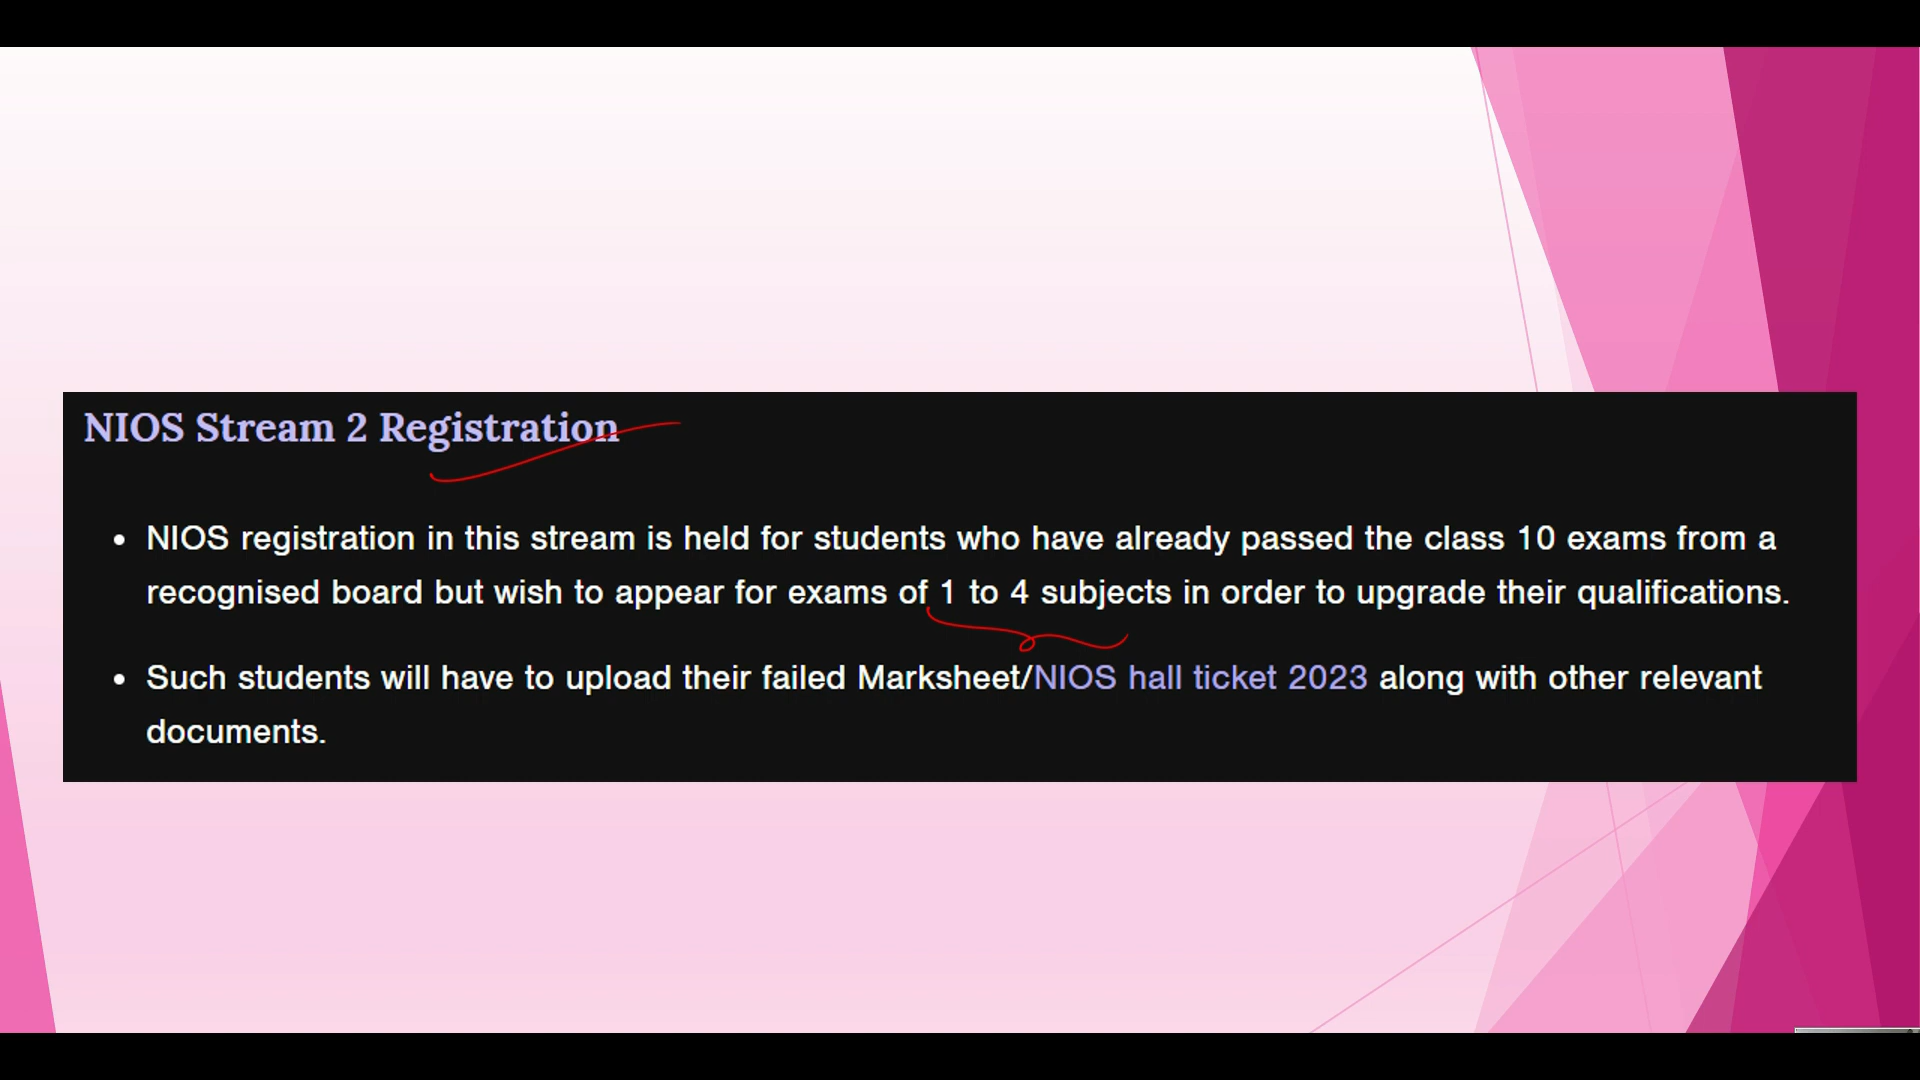 NIOS Stream 2 Registration
• NIOS registration in this stream is held for students who have already passed the class 10 exams from a
recognised board but wish to appear for exams of 1 to 4 subjects in order to upgrade their qualifications.
• Such students will have to upload their failed Marksheet/NIOS hall ticket 2023 along with other relevant
documents.